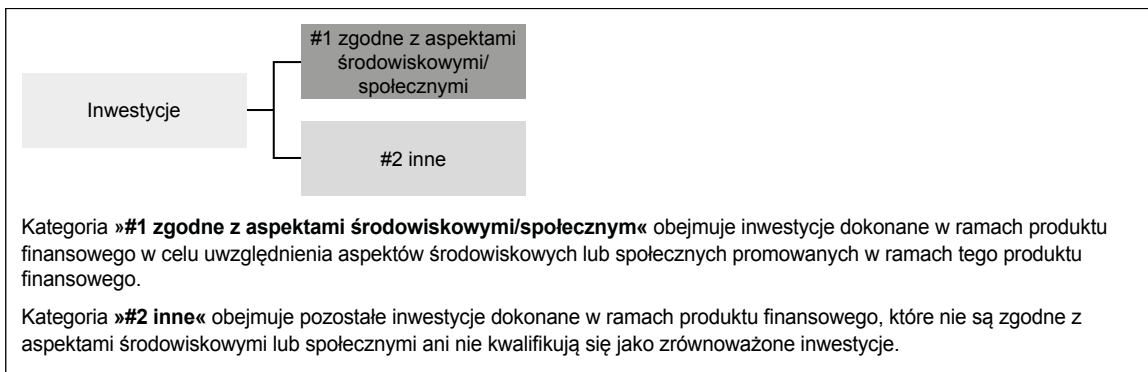 #1 zgodne z aspektami
środowiskowymi/
społecznymi
Inwestycje
#2 inne
Kategoria »#1 zgodne z aspektami środowiskowymi/społecznym« obejmuje inwestycje dokonane w ramach produktu
finansowego w celu uwzględnienia aspektów środowiskowych lub społecznych promowanych w ramach tego produktu
finansowego.
Kategoria »#2 inne« obejmuje pozostałe inwestycje dokonane w ramach produktu finansowego, które nie są zgodne z
aspektami środowiskowymi lub społecznymi ani nie kwalifikują się jako zrównoważone inwestycje.